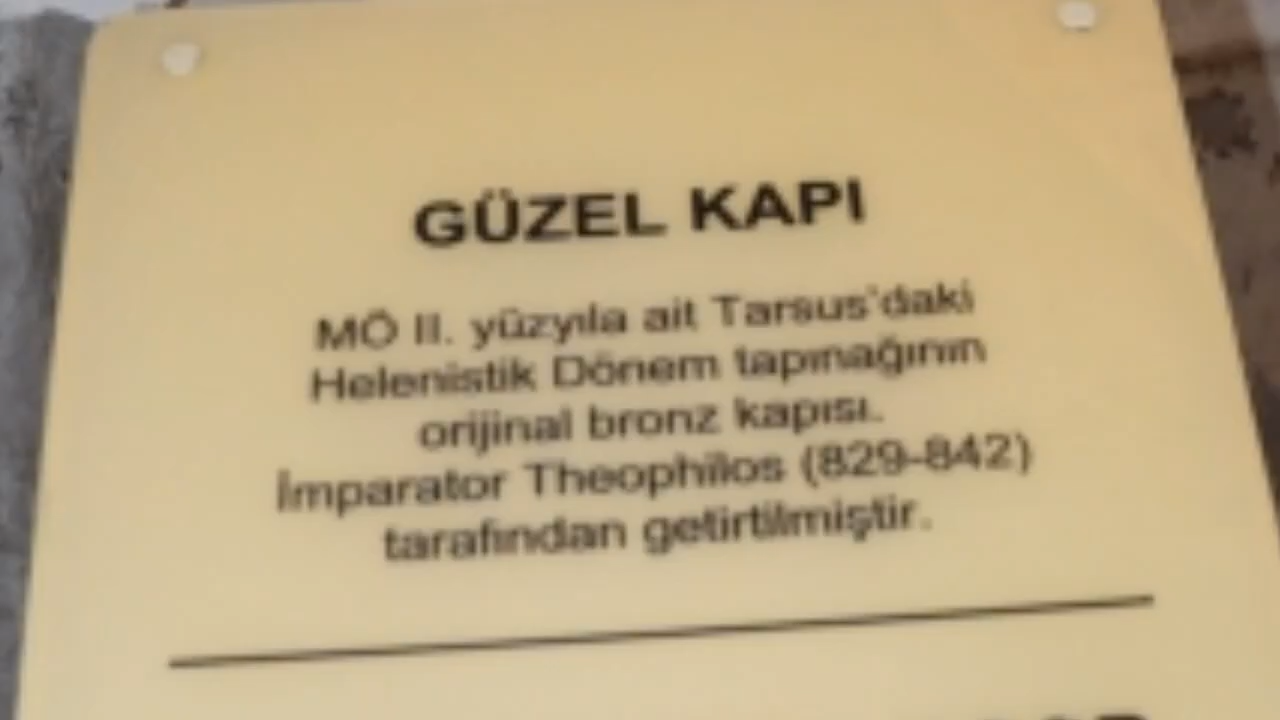 GÜZEL KAPI
MÖ II. yüzyıla ait Tarsus'daki
Helenistik Dönem tapınağının
orijinal bronz kapısı.
İmparator Theophilos (829-842)
tarafından getirtilmiştir.